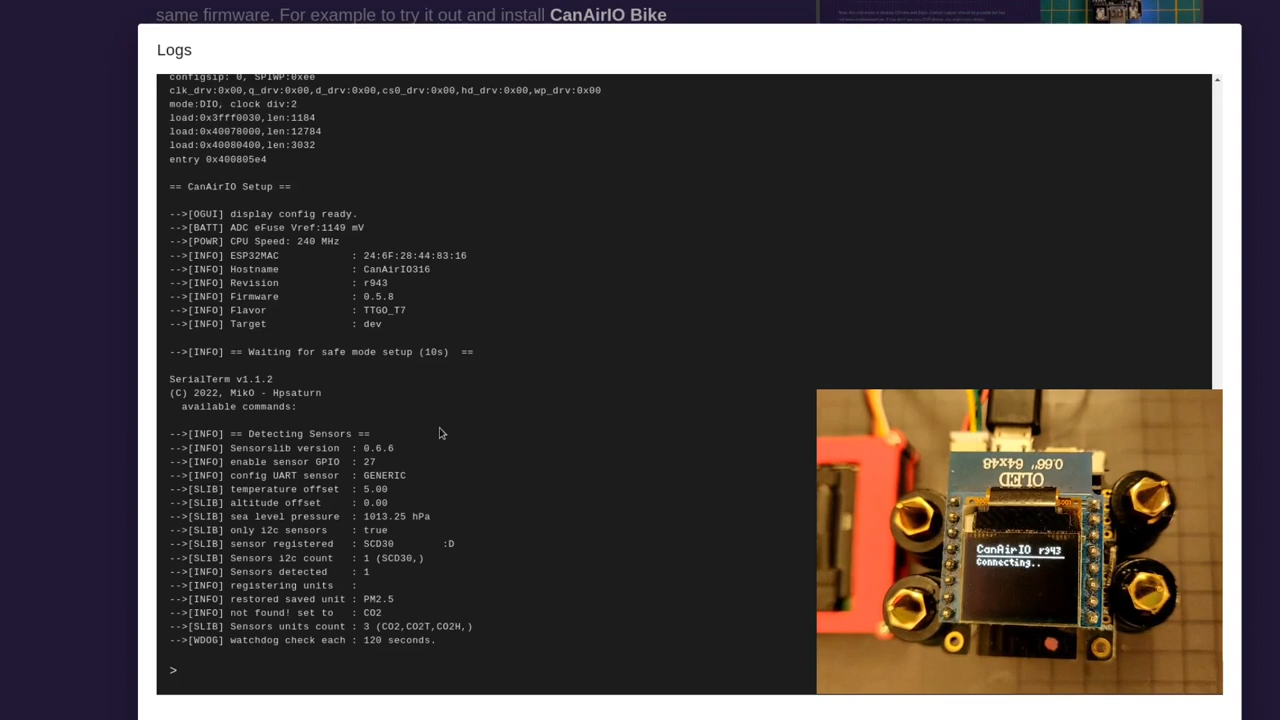 same firmware. For example to try it out and install CanAirIO Bike
Logs
configsip: 0, SPIWP:0xee
clk_drv:0x00,q_drv:0x00,d_drv:0x00,cs0_drv:0x00,hd_drv:0x00,wp_drv:0x00
mode:DIO, clock div:2
load:0x3fff0030,len:1184
load:0x40078000,len:12784
load:0x40080400,len:3032
entry 0x400805e4
== CanAirIO Setup ==
-->[OGUI] display config ready.
-->[BATT] ADC eFuse Vref:1149 mV
-->[POWR] CPU Speed: 240 MHz
-->[INFO] ESP32MAC : 24:6F:28:44:83:16
-->[INFO] Hostname : CanAirIO316
-->[INFO] Revision : r943
-->[INFO] Firmware : 0.5.8
-->[INFO] Flavor : TTGO_T7
-->[INFO] Target : dev
-->[INFO] == Waiting for safe mode setup (10s) ==
SerialTerm v1.1.2
(C) 2022, MikO - Hpsaturn
available commands:
-->[INFO] == Detecting Sensors ==
-->[INFO] Sensorslib version : 0.6.6
-->[INFO] enable sensor GPIO : 27
-->[INFO] config UART sensor : GENERIC
-->[SLIB] temperature offset : 5.00
-->[SLIB] altitude offset : 0.00
-->[SLIB] sea level pressure : 1013.25 hPa
-->[SLIB] only i2c sensors : true
-->[SLIB] sensor registered : SCD30 :D
-->[SLIB] Sensors i2c count : 1 (SCD30,)
-->[INFO] Sensors detected : 1
-->[INFO] registering units :
-->[INFO] restored saved unit : PM2.5
-->[INFO] not found! set to : CO2
-->[SLIB] Sensors units count : 3 (CO2,CO2T,CO2H,)
-->[WDOG] watchdog check each : 120 seconds.
>
0.66" 64x48
OLED
CanAirIO r943
Connecting..